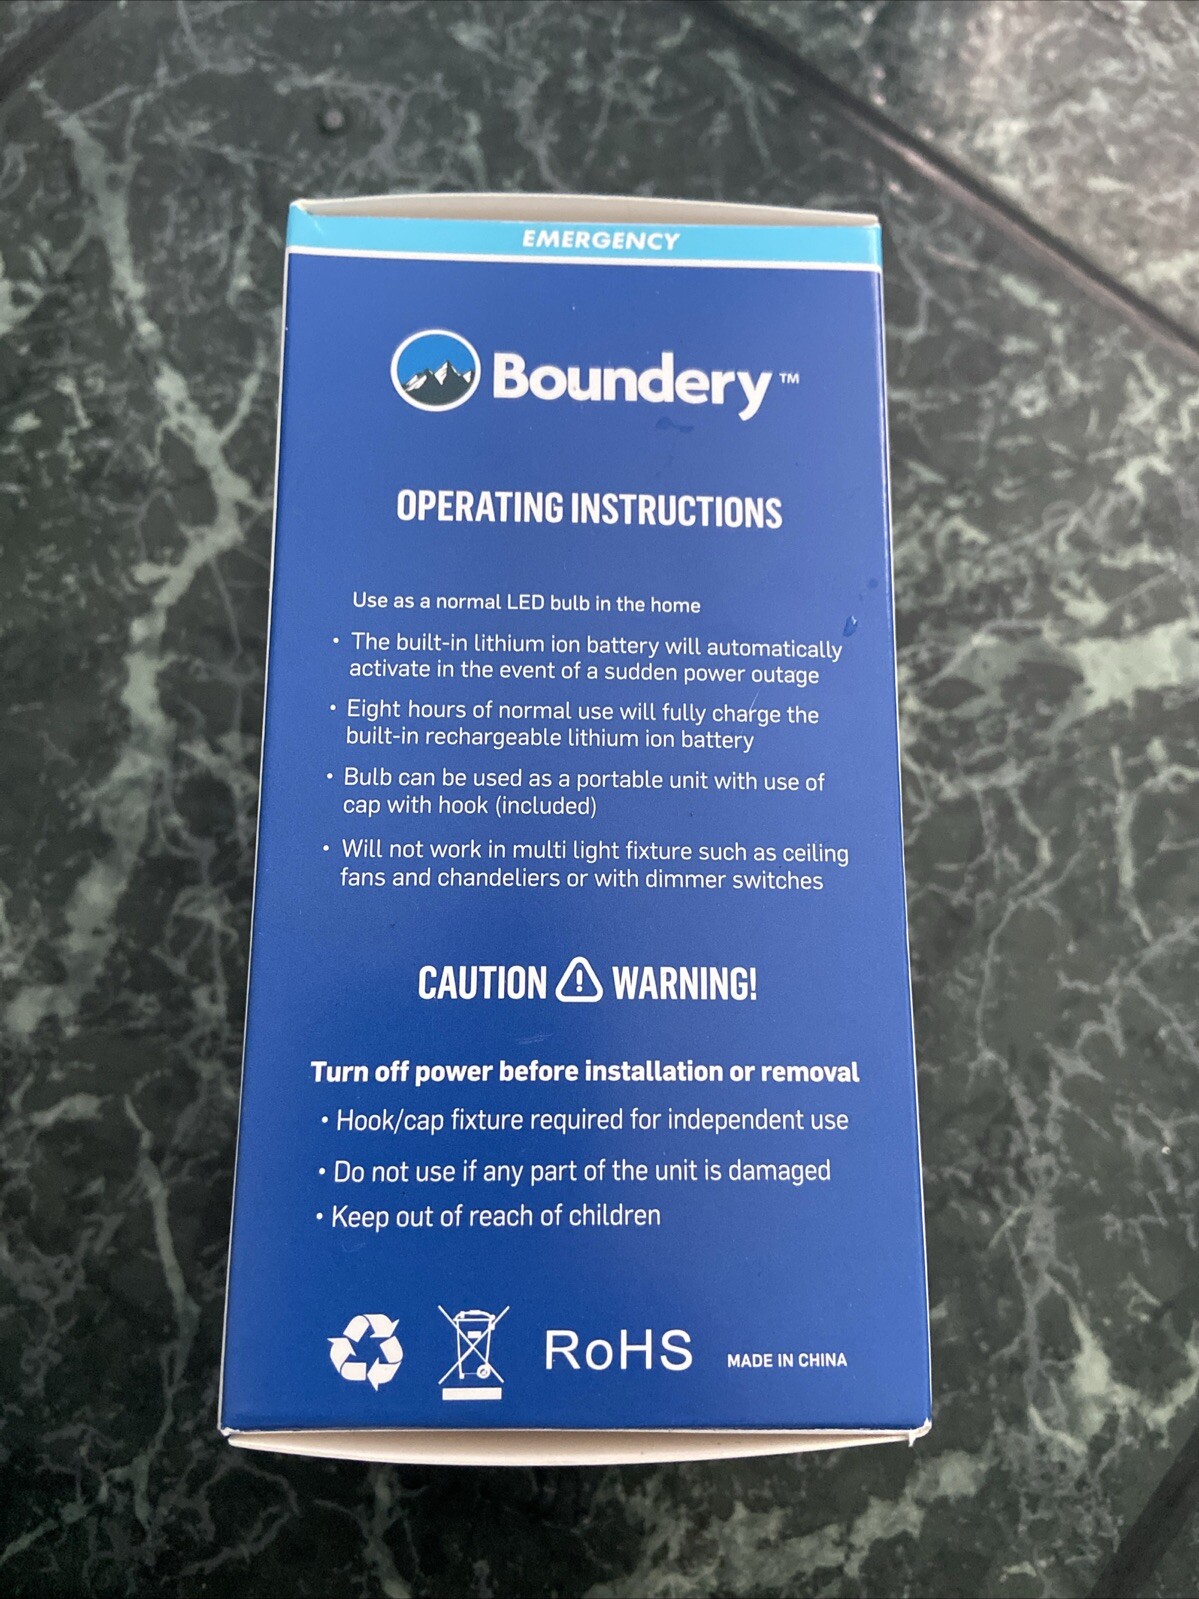 EMERGENCY
Boundery™
OPERATING INSTRUCTIONS
Use as a normal LED bulb in the home
• The built-in lithium ion battery will automatically
activate in the event of a sudden power outage
• Eight hours of normal use will fully charge the
built-in rechargeable lithium ion battery
• Bulb can be used as a portable unit with use of
cap with hook (included)
• Will not work in multi light fixture such as ceiling
fans and chandeliers or with dimmer switches
CAUTION ⚠ WARNING!
Turn off power before installation or removal
• Hook/cap fixture required for independent use
• Do not use if any part of the unit is damaged
• Keep out of reach of children
RoHS MADE IN CHINA